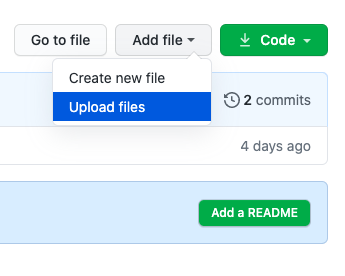 Go to file
Add file
Code
Create new file
Upload files
2 commits
4 days ago
Add a README